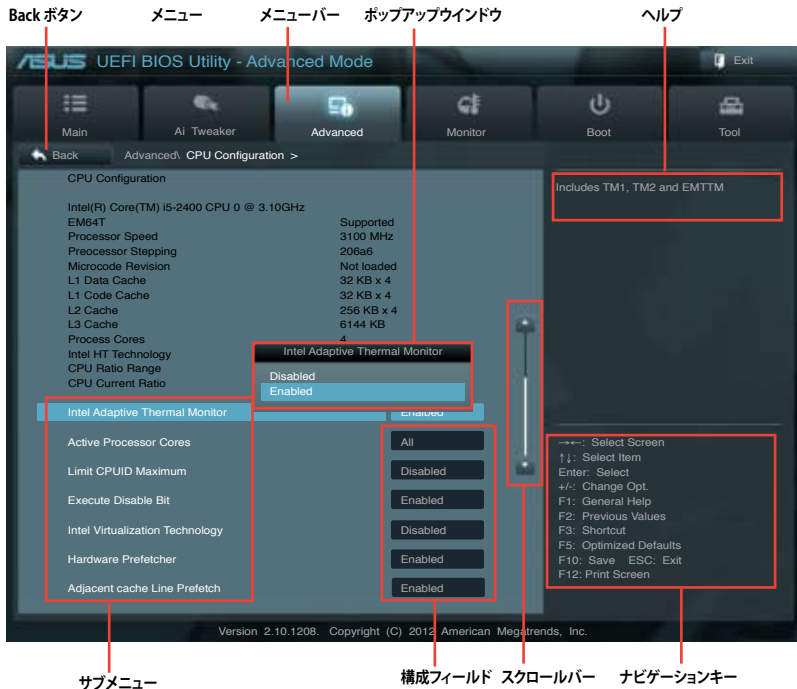 Back ボタン メニュー メニューバー ポップアップウインドウ ヘルプ
ASUS UEFI BIOS Utility - Advanced Mode Exit
Main Ai Tweaker Advanced Monitor Boot Tool
Back Advanced\ CPU Configuration >
CPU Configuration
Includes TM1, TM2 and EMTTM
Intel(R) Core(TM) i5-2400 CPU 0 @ 3.10GHz
EM64T Supported
Processor Speed 3100 MHz
Preocessor Stepping 206a6
Microcode Revision Not loaded
L1 Data Cache 32 KB x 4
L1 Code Cache 32 KB x 4
L2 Cache 256 KB x 4
L3 Cache 6144 KB
Process Cores 4
Intel HT Technology
CPU Ratio Range
CPU Current Ratio
Intel Adaptive Thermal Monitor
Disabled
Enabled
Intel Adaptive Thermal Monitor Enalbed
Active Processor Cores All
Limit CPUID Maximum Disabled
Execute Disable Bit Enabled
Intel Virtualization Technology Disabled
Hardware Prefetcher Enabled
Adjacent cache Line Prefetch Enabled
→←: Select Screen
↑↓: Select Item
Enter: Select
+/-: Change Opt.
F1: General Help
F2: Previous Values
F3: Shortcut
F5: Optimized Defaults
F10: Save ESC: Exit
F12: Print Screen
Version 2.10.1208. Copyright (C) 2012 American Megatrends, Inc.
サブメニュー 構成フィールド スクロールバー ナビゲーションキー